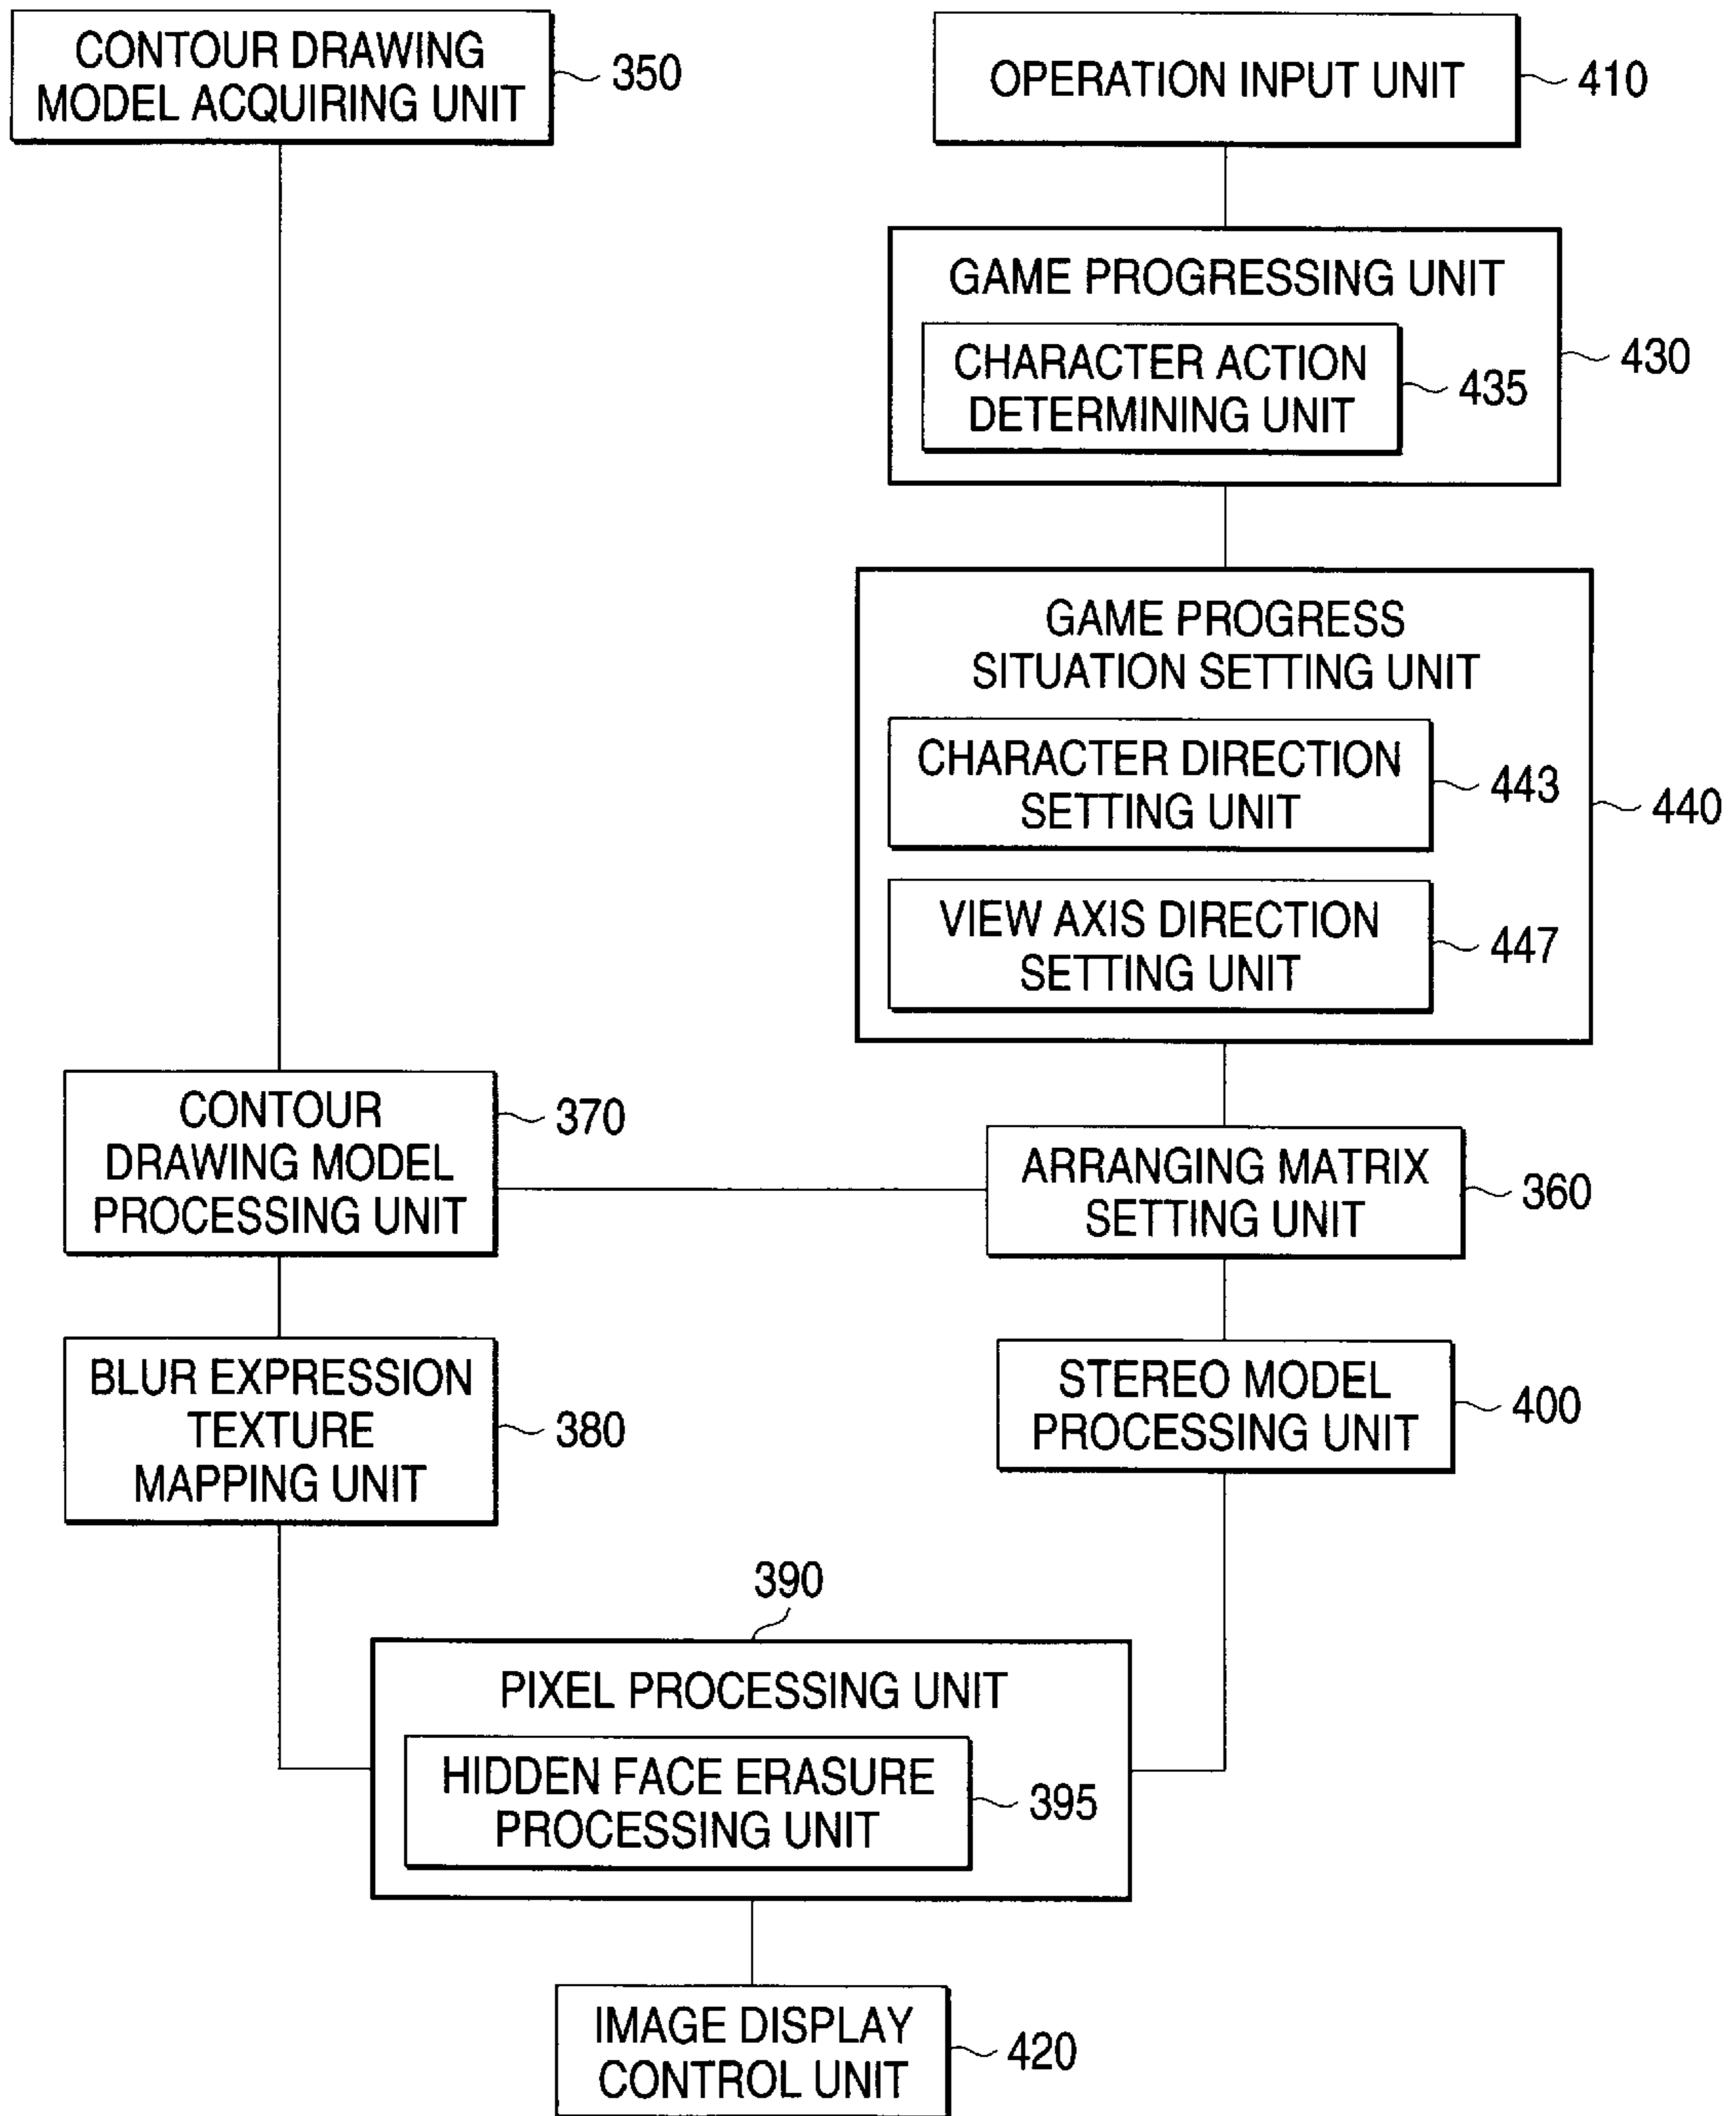 CONTOUR DRAWING
MODEL ACQUIRING UNIT
350
OPERATION INPUT UNIT
410
GAME PROGRESSING UNIT
430
CHARACTER ACTION
DETERMINING UNIT
435
GAME PROGRESS
SITUATION SETTING UNIT
440
CHARACTER DIRECTION
SETTING UNIT
443
VIEW AXIS DIRECTION
SETTING UNIT
447
CONTOUR
DRAWING MODEL
PROCESSING UNIT
370
ARRANGING MATRIX
SETTING UNIT
360
BLUR EXPRESSION
TEXTURE
MAPPING UNIT
380
STEREO MODEL
PROCESSING UNIT
400
390
PIXEL PROCESSING UNIT
HIDDEN FACE ERASURE
PROCESSING UNIT
395
IMAGE DISPLAY
CONTROL UNIT
420